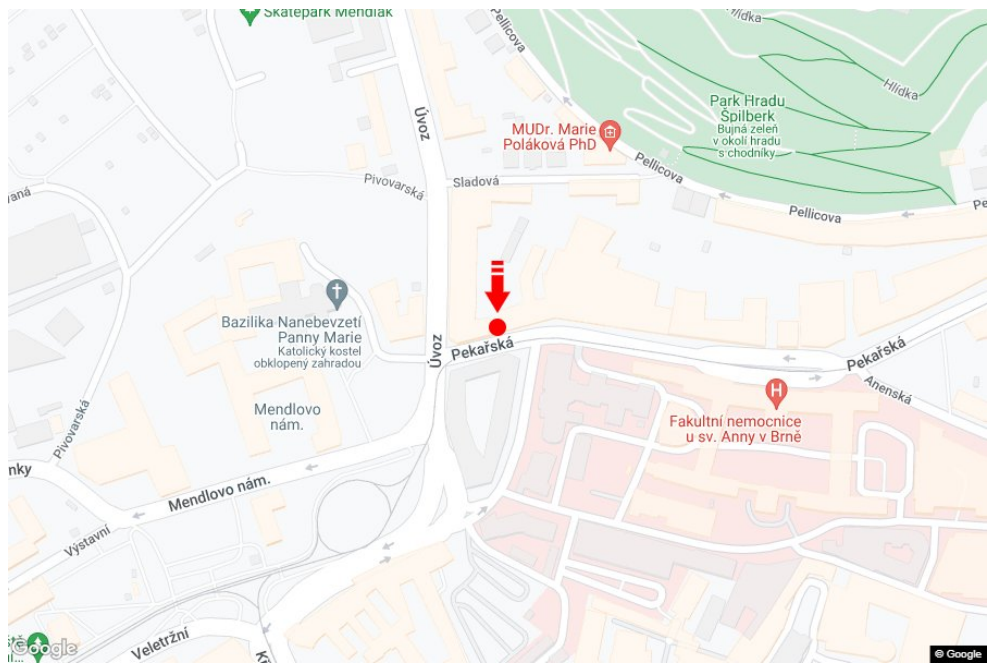 Skatepark Mendlák
Pellicova
Hlídka
Hlídka
Úvoz
Park Hradu
Špilberk
Bujná zeleň
v okolí hradu
s chodníky
MUDr. Marie
Poláková PhD
Pellicova
Pivovarská
Sladová
Pellicova
Bazilika Nanebevzetí
Panny Marie
Katolický kostel
obklopený zahradou
Úvoz
Pekařská
Pekařská
Anenská
H
Fakultní nemocnice
u sv. Anny v Brně
Mendlovo
nám.
Pivovarská
Mendlovo nám.
Výstavní
Veletržní
Google
© Google